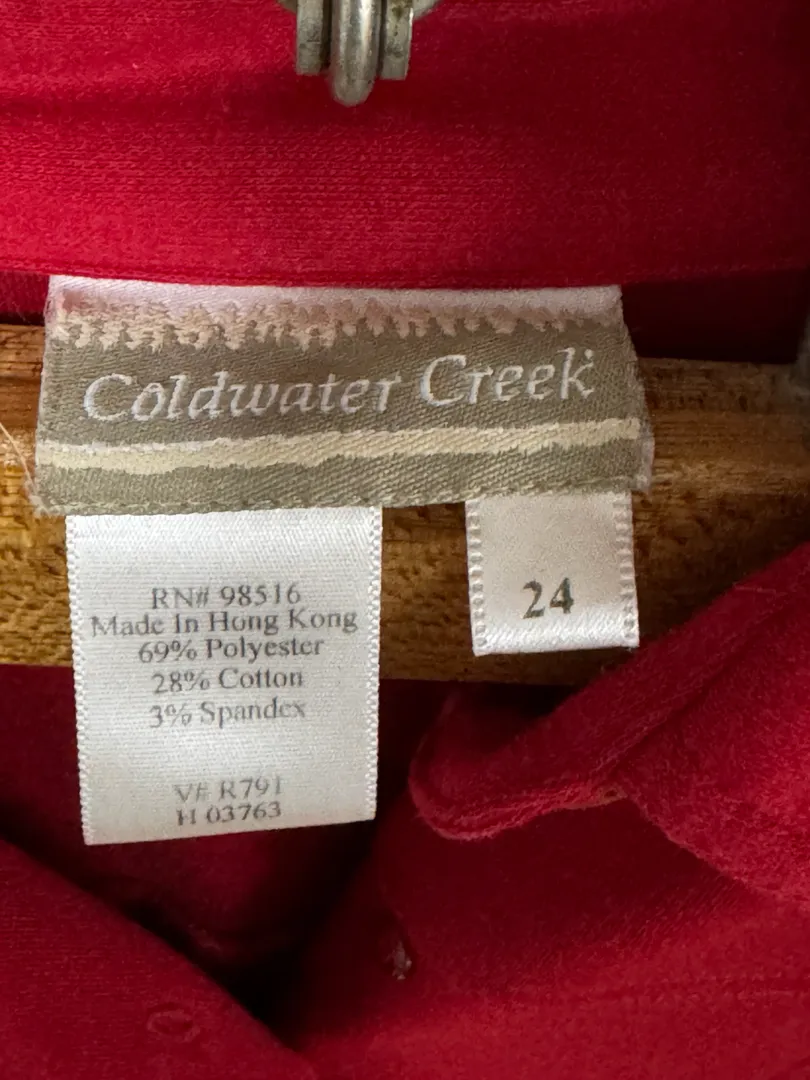 Coldwater Creek
RN# 98516
Made In Hong Kong
69% Polyester
28% Cotton
3% Spandex
V# R791
H 03763
24